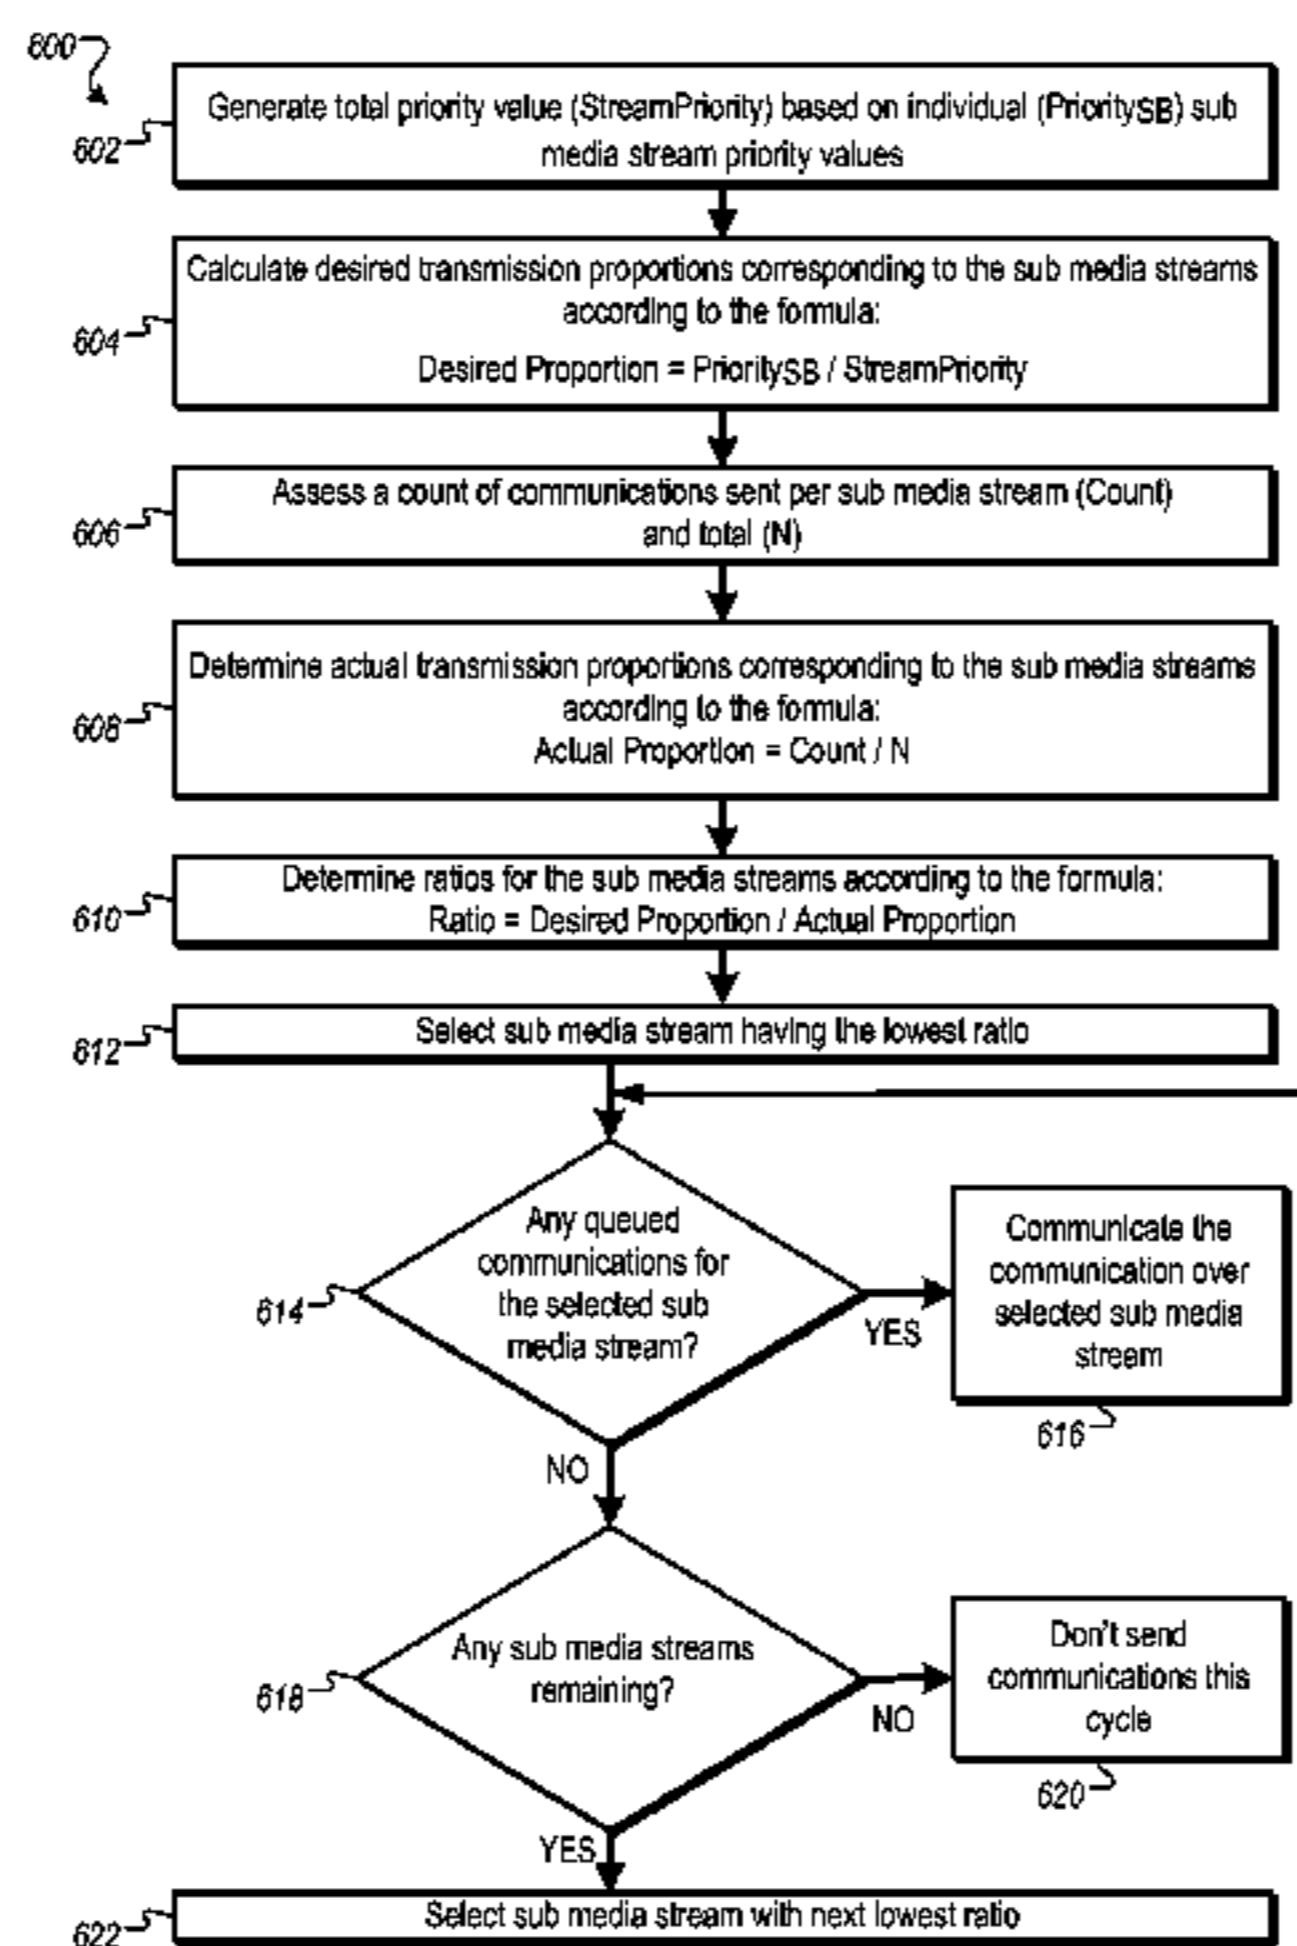 600
602
Generate total priority value (StreamPriority) based on individual (PrioritySB) sub
media stream priority values
604
Calculate desired transmission proportions corresponding to the sub media streams
according to the formula:
Desired Proportion = PrioritySB / StreamPriority
606
Assess a count of communications sent per sub media stream (Count)
and total (N)
608
Determine actual transmission proportions corresponding to the sub media streams
according to the formula:
Actual Proportion = Count / N
610
Determine ratios for the sub media streams according to the formula:
Ratio = Desired Proportion / Actual Proportion
612
Select sub media stream having the lowest ratio
614
Any queued
communications for
the selected sub
media stream?
YES
Communicate the
communication over
selected sub media
stream
616
NO
618
Any sub media streams
remaining?
NO
Don't send
communications this
cycle
620
YES
622
Select sub media stream with next lowest ratio